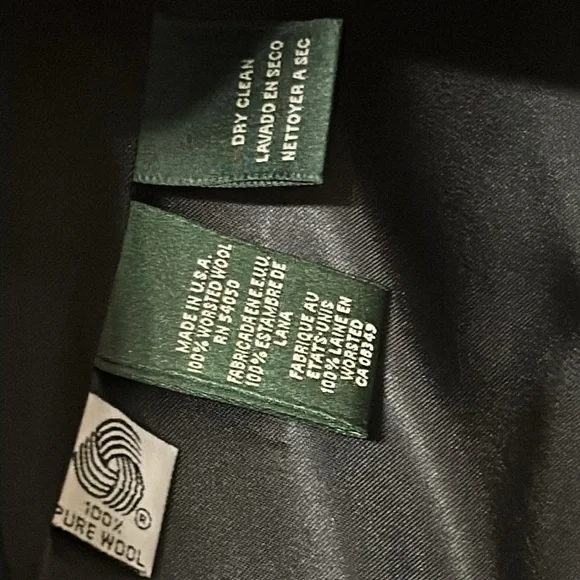 DRY CLEAN
LAVADO EN SECO
NETTOYER A SEC
MADE IN U.S.A.
100% WORSTED WOOL
RN 54050
FABRICADA EN E.E.U.U.
100% ESTAMBRE DE
LANA
FABRIQUE AU
ETATS-UNIS
100% LAINE EN
WORSTED
CA 08349
100%
PURE WOOL
®